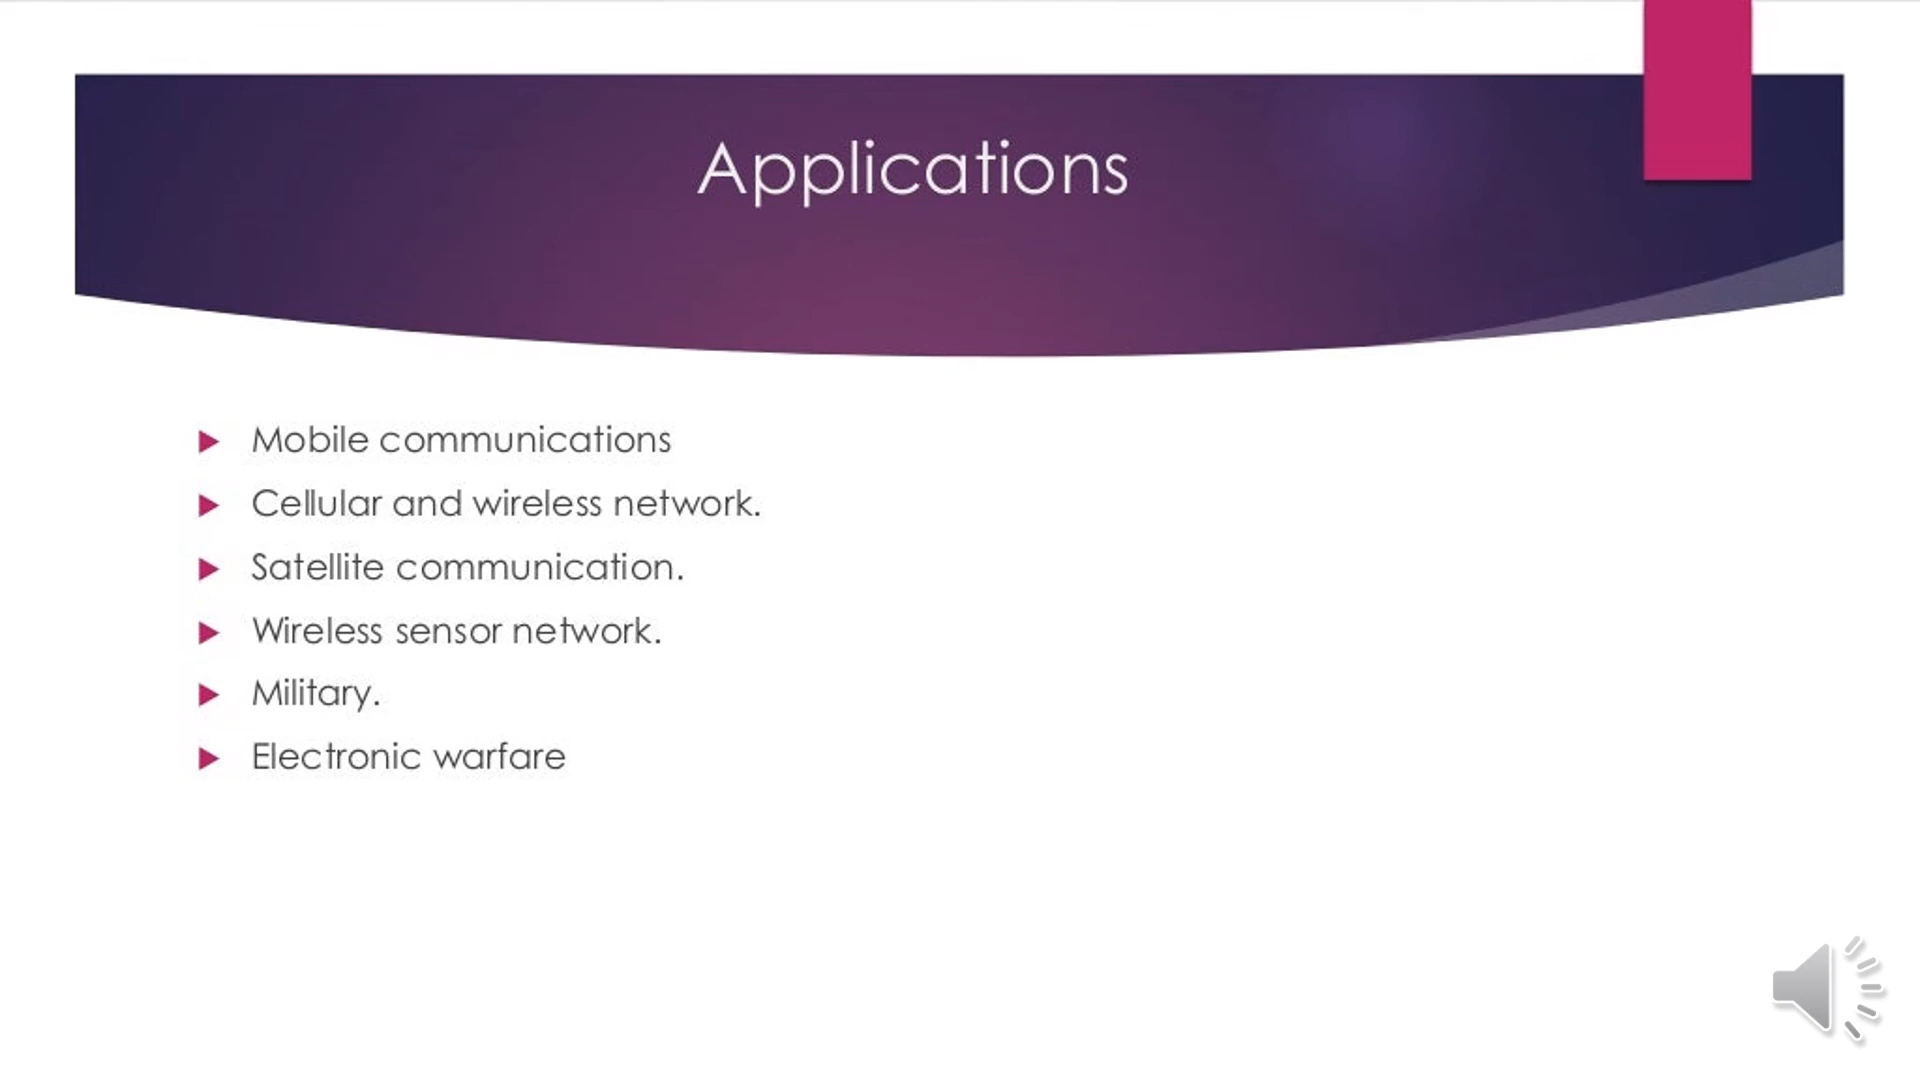 Applications
Mobile communications
Cellular and wireless network.
Satellite communication.
Wireless sensor network.
Military.
Electronic warfare